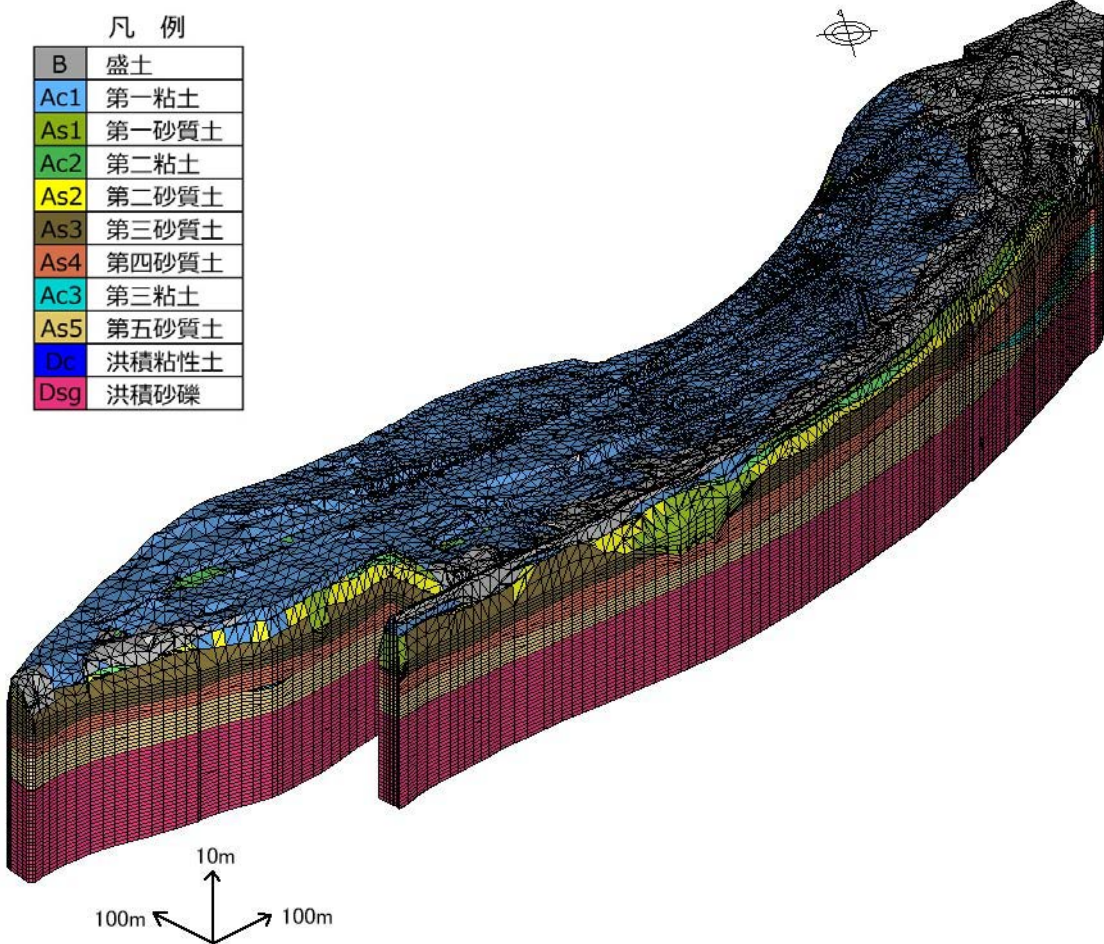 凡 例
B 盛土
Ac1 第一粘土
As1 第一砂質土
Ac2 第二粘土
As2 第二砂質土
As3 第三砂質土
As4 第四砂質土
Ac3 第三粘土
As5 第五砂質土
Dc 洪積粘性土
Dsg 洪積砂礫
10m
100m
100m